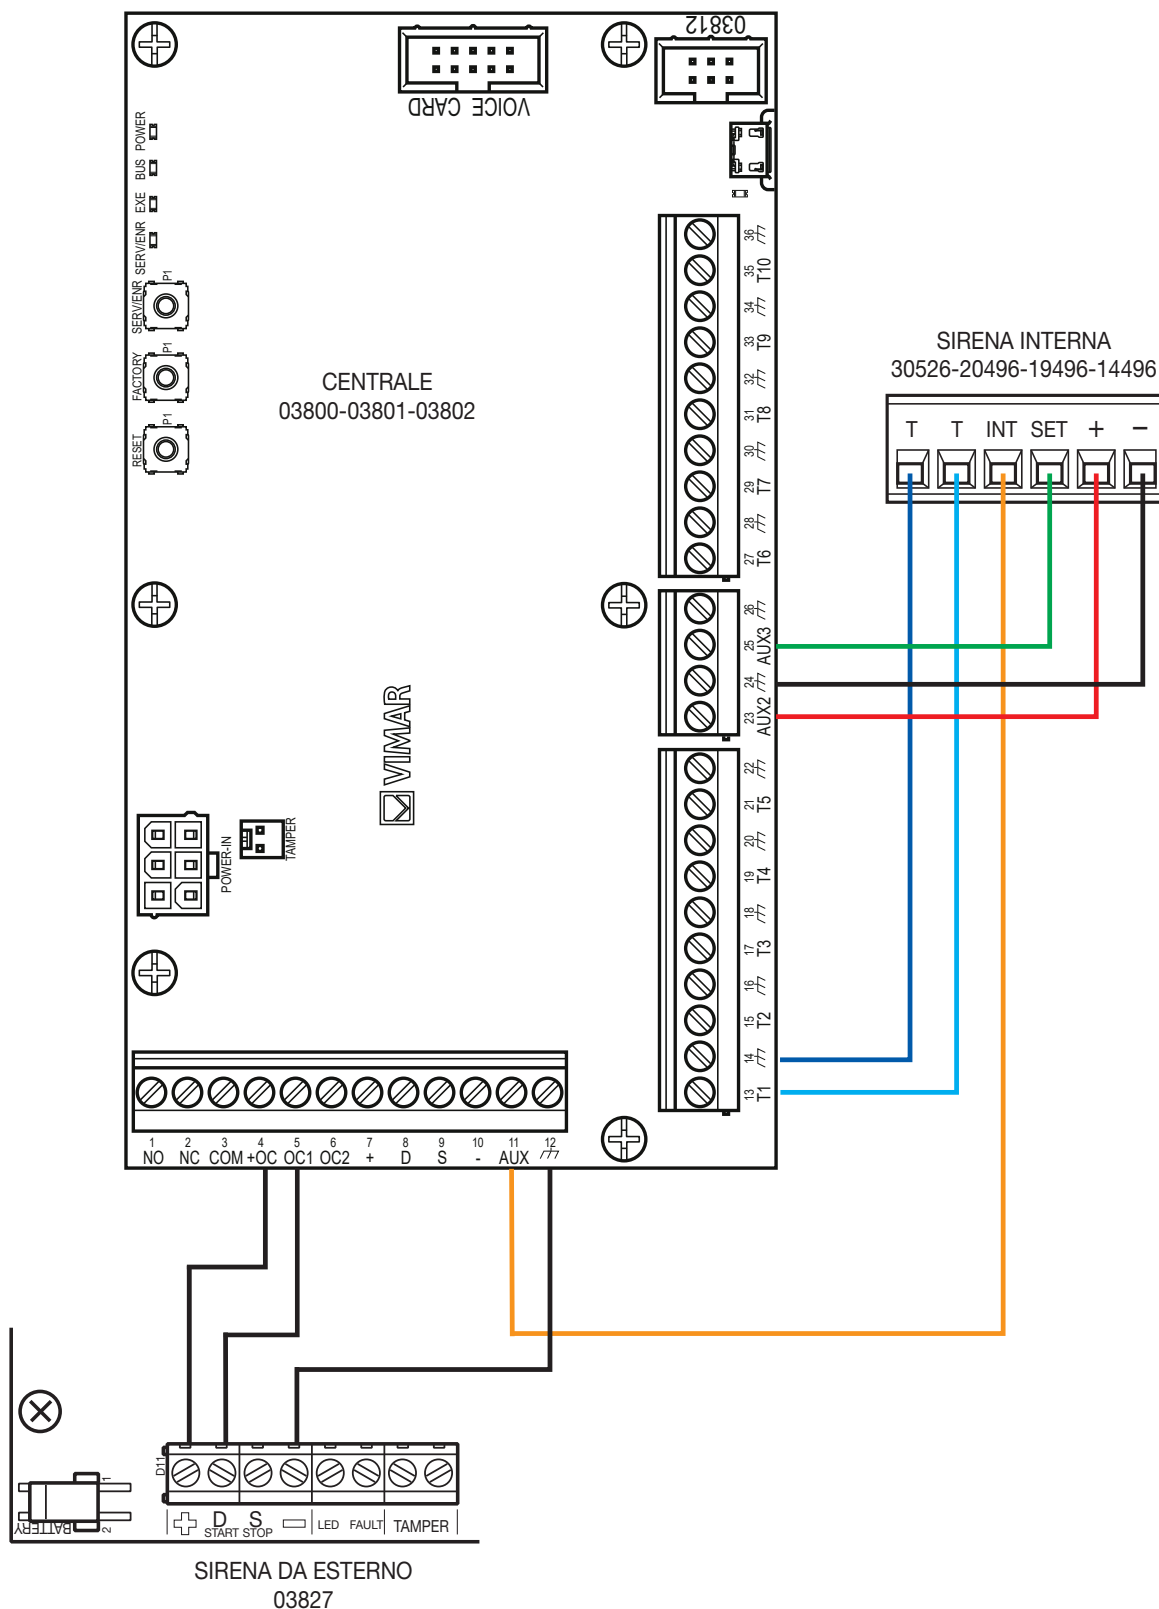 03812
VOICE CARD
POWER
BUS
EXE
SERV/ENR
SERV/ENR
P1
FACTORY
P1
RESET
P1
CENTRALE
03800-03801-03802
36
35 T10
34
33 T9
32
31 T8
30
29 T7
28
27 T6
26
25 AUX3
24
23 AUX2
22
21 T5
20
19 T4
18
17 T3
16
15 T2
14
13 T1
SIRENA INTERNA
30526-20496-19496-14496
T T INT SET + −
VIMAR
POWER-IN
TAMPER
1 2 3 4 5 6 7 8 9 10 11 12
NO NC COM +OC OC1 OC2 + D S - AUX
D11
BATTERY
1
2
D S LED FAULT TAMPER
START STOP
SIRENA DA ESTERNO
03827